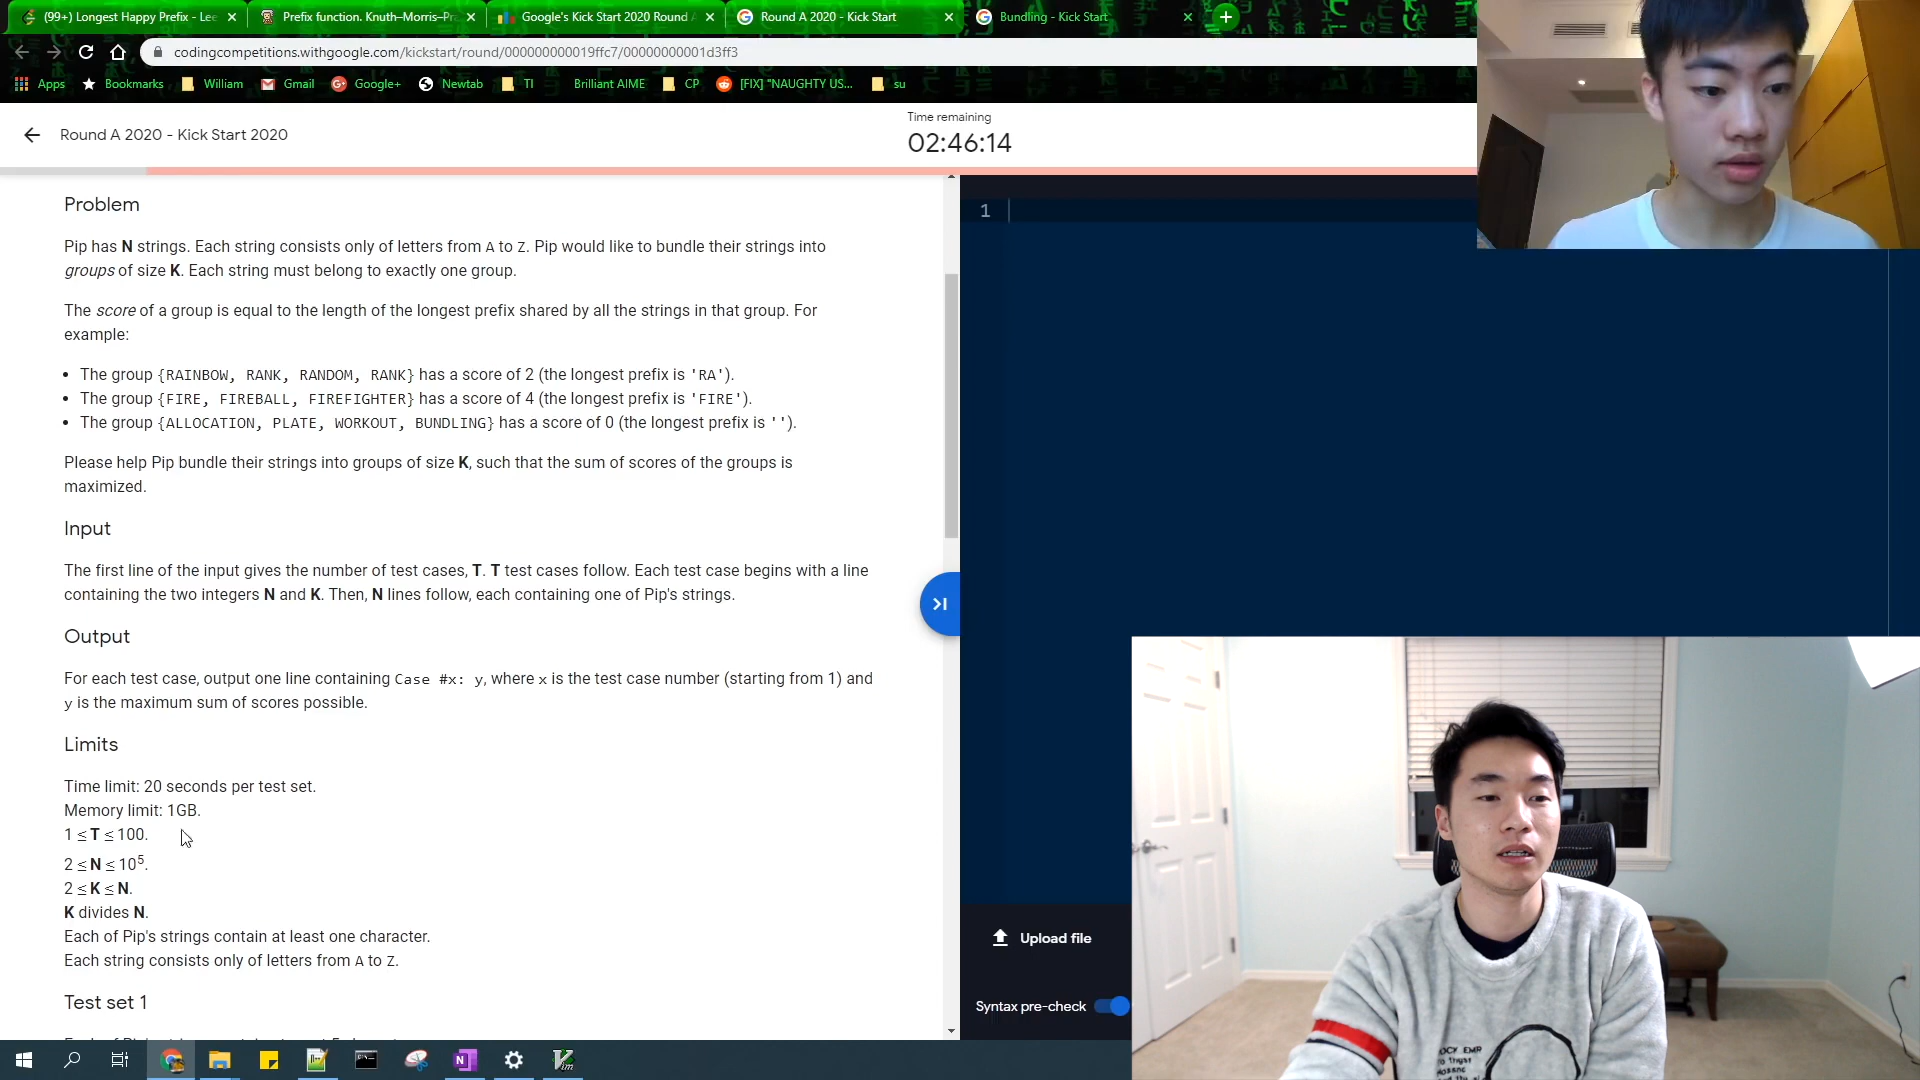 (99+) Longest Happy Prefix - Lee
Prefix function. Knuth–Morris–Pr
Google's Kick Start 2020 Round A
Round A 2020 - Kick Start
Bundling - Kick Start
codingcompetitions.withgoogle.com/kickstart/round/000000000019ffc7/00000000001d3ff3
Apps Bookmarks William Gmail Google+ Newtab TI Brilliant AIME CP [FIX] "NAUGHTY US... su
Round A 2020 - Kick Start 2020
Time remaining
02:46:14
Problem
Pip has N strings. Each string consists only of letters from A to Z. Pip would like to bundle their strings into
groups of size K. Each string must belong to exactly one group.
The score of a group is equal to the length of the longest prefix shared by all the strings in that group. For
example:
• The group {RAINBOW, RANK, RANDOM, RANK} has a score of 2 (the longest prefix is 'RA').
• The group {FIRE, FIREBALL, FIREFIGHTER} has a score of 4 (the longest prefix is 'FIRE').
• The group {ALLOCATION, PLATE, WORKOUT, BUNDLING} has a score of 0 (the longest prefix is '').
Please help Pip bundle their strings into groups of size K, such that the sum of scores of the groups is
maximized.
Input
The first line of the input gives the number of test cases, T. T test cases follow. Each test case begins with a line
containing the two integers N and K. Then, N lines follow, each containing one of Pip's strings.
Output
For each test case, output one line containing Case #x: y, where x is the test case number (starting from 1) and
y is the maximum sum of scores possible.
Limits
Time limit: 20 seconds per test set.
Memory limit: 1GB.
1 ≤ T ≤ 100.
2 ≤ N ≤ 10⁵.
2 ≤ K ≤ N.
K divides N.
Each of Pip's strings contain at least one character.
Each string consists only of letters from A to Z.
Test set 1
1
Upload file
Syntax pre-check